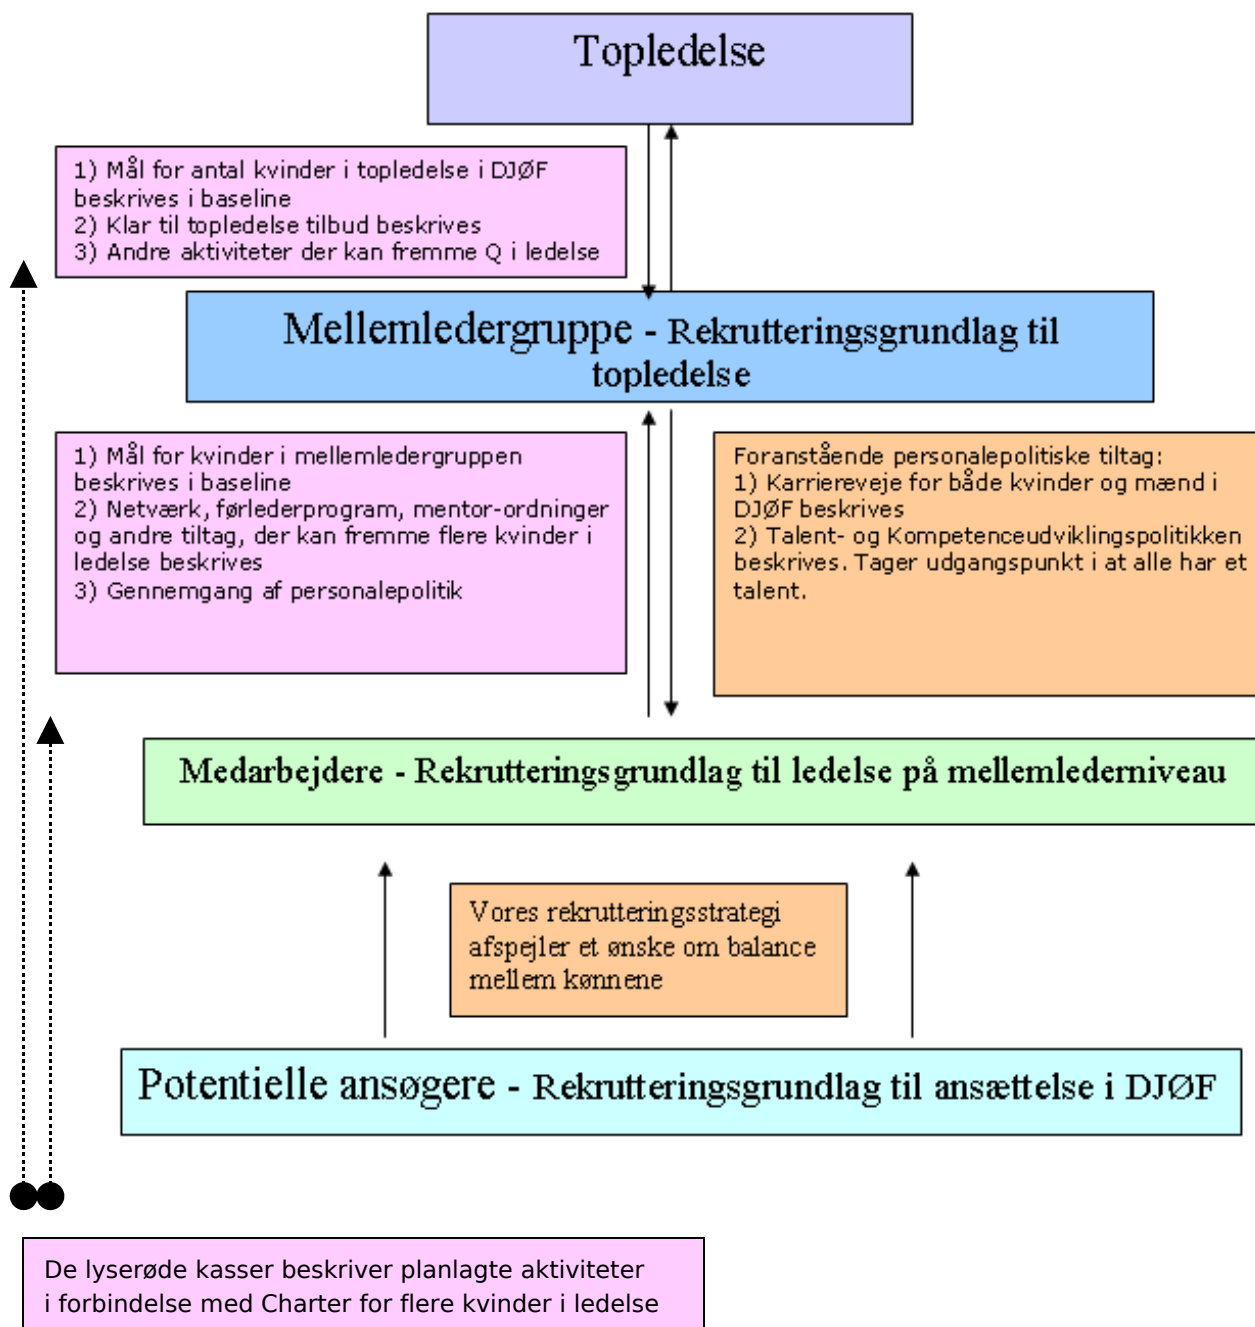 Topledelse
1) Mål for antal kvinder i topledelse i DJØF
beskrives i baseline
2) Klar til topledelse tilbud beskrives
3) Andre aktiviteter der kan fremme Q i ledelse
Mellemledergruppe - Rekrutteringsgrundlag til
topledelse
1) Mål for kvinder i mellemledergruppen
beskrives i baseline
2) Netværk, førlederprogram, mentor-ordninger
og andre tiltag, der kan fremme flere kvinder i
ledelse beskrives
3) Gennemgang af personalepolitik
Foranstående personalepolitiske tiltag:
1) Karriereveje for både kvinder og mænd i
DJØF beskrives
2) Talent- og Kompetenceudviklingspolitikken
beskrives. Tager udgangspunkt i at alle har et
talent.
Medarbejdere - Rekrutteringsgrundlag til ledelse på mellemlederniveau
Vores rekrutteringsstrategi
afspejler et ønske om balance
mellem kønnene
Potentielle ansøgere - Rekrutteringsgrundlag til ansættelse i DJØF
De lyserøde kasser beskriver planlagte aktiviteter
i forbindelse med Charter for flere kvinder i ledelse